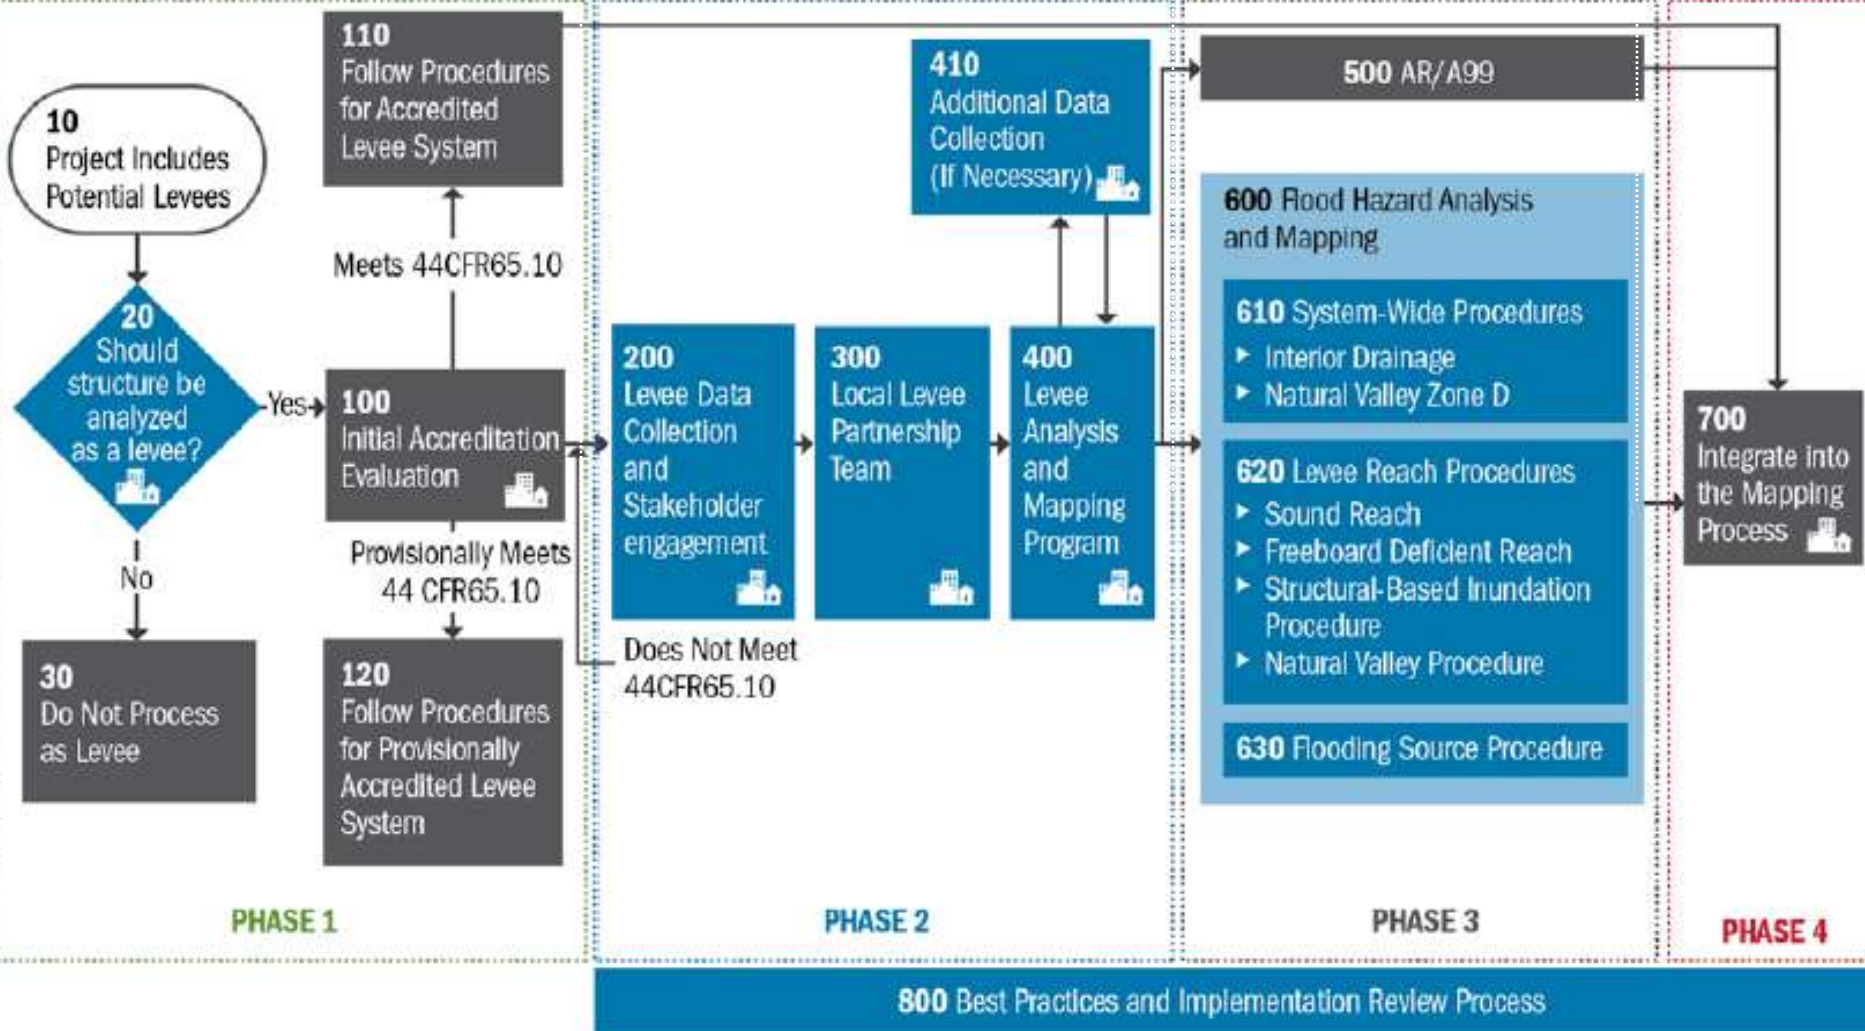 10
Project Includes
Potential Levees
20
Should
structure be
analyzed
as a levee?
Yes
No
30
Do Not Process
as Levee
110
Follow Procedures
for Accredited
Levee System
Meets 44CFR65.10
100
Initial Accreditation
Evaluation
Provisionally Meets
44 CFR65.10
120
Follow Procedures
for Provisionally
Accredited Levee
System
PHASE 1
200
Levee Data
Collection
and
Stakeholder
engagement
Does Not Meet
44CFR65.10
300
Local Levee
Partnership
Team
400
Levee
Analysis
and
Mapping
Program
410
Additional Data
Collection
(If Necessary)
PHASE 2
500 AR/A99
600 Flood Hazard Analysis
and Mapping
610 System-Wide Procedures
Interior Drainage
Natural Valley Zone D
620 Levee Reach Procedures
Sound Reach
Freeboard Deficient Reach
Structural-Based Inundation
Procedure
Natural Valley Procedure
630 Flooding Source Procedure
PHASE 3
700
Integrate into
the Mapping
Process
PHASE 4
800 Best Practices and Implementation Review Process